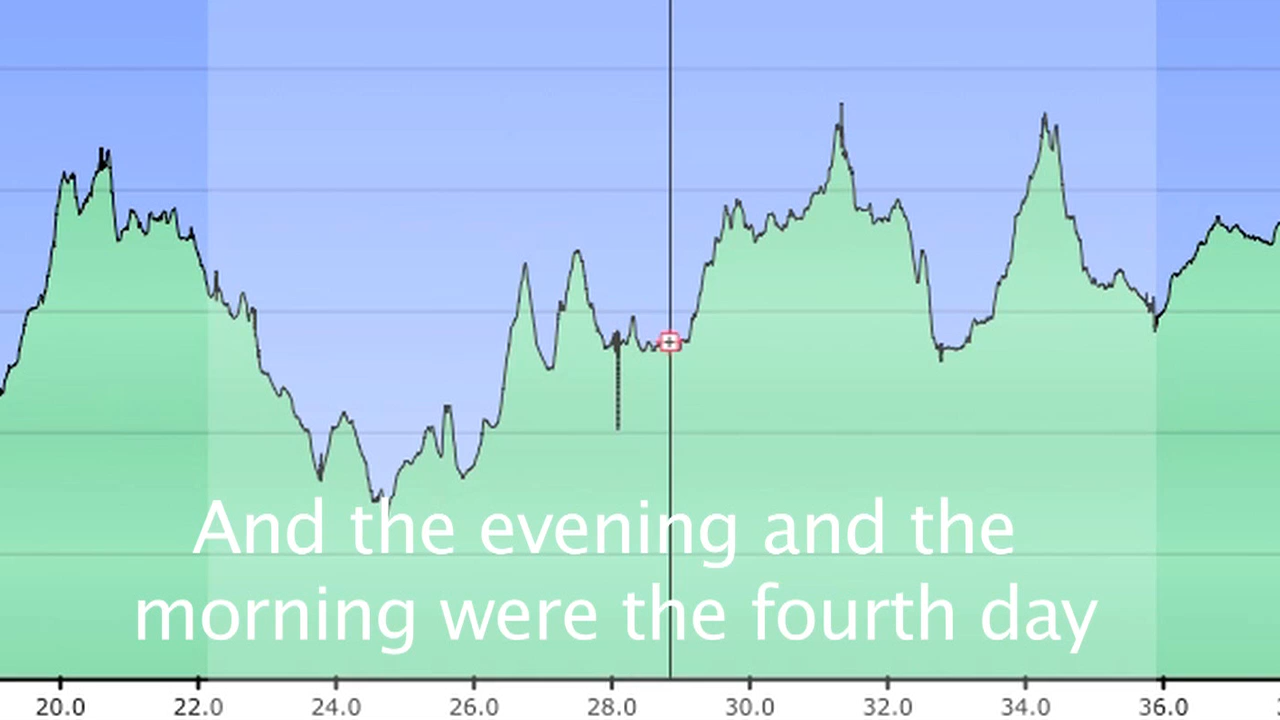 And the evening and the
morning were the fourth day
20.0 22.0 24.0 26.0 28.0 30.0 32.0 34.0 36.0